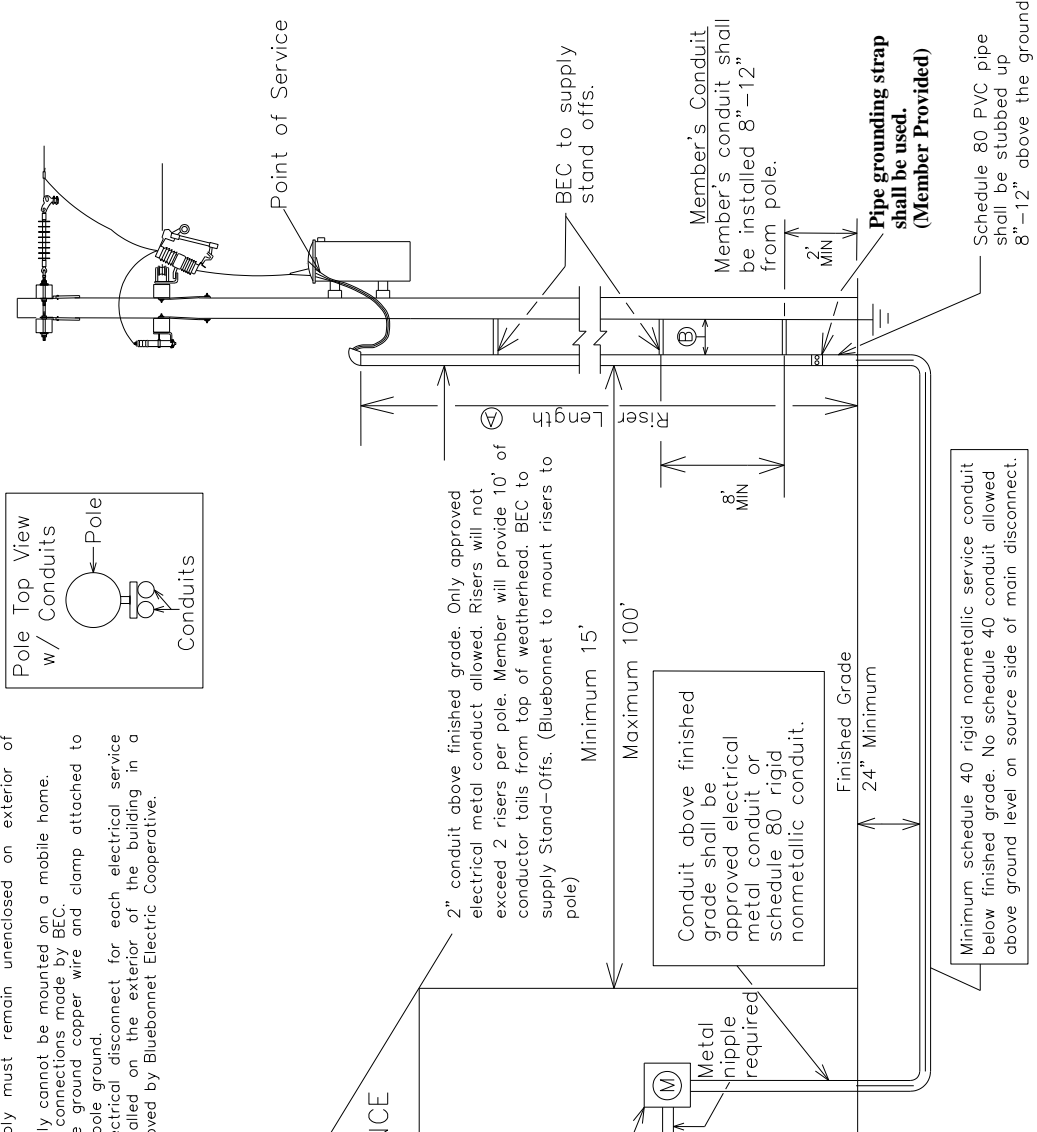 ply must remain unenclosed on exterior of
ly cannot be mounted on a mobile home.
connections made by BEC.
e ground copper wire and clamp attached to
pole ground.
ectrical disconnect for each electrical service
alled on the exterior of the building in a
oved by Bluebonnet Electric Cooperative.
Pole Top View
w/ Conduits
Pole
Conduits
Point of Service
BEC to supply
stand offs.
Member's Conduit
Member's conduit shall
be installed 8"-12"
from pole.
2'
MIN
Pipe grounding strap
shall be used.
(Member Provided)
Schedule 80 PVC pipe
shall be stubbed up
8"-12" above the ground
B
A
Riser Length
8'
MIN
2" conduit above finished grade. Only approved
electrical metal conduct allowed. Risers will not
exceed 2 risers per pole. Member will provide 10' of
conductor tails from top of weatherhead. BEC to
supply Stand-Offs. (Bluebonnet to mount risers to
pole)
Minimum 15'
Maximum 100'
Conduit above finished
grade shall be
approved electrical
metal conduit or
schedule 80 rigid
nonmetallic conduit.
Finished Grade
24" Minimum
Minimum schedule 40 rigid nonmetallic service conduit
below finished grade. No schedule 40 conduit allowed
above ground level on source side of main disconnect.
NCE
M
Metal
nipple
required